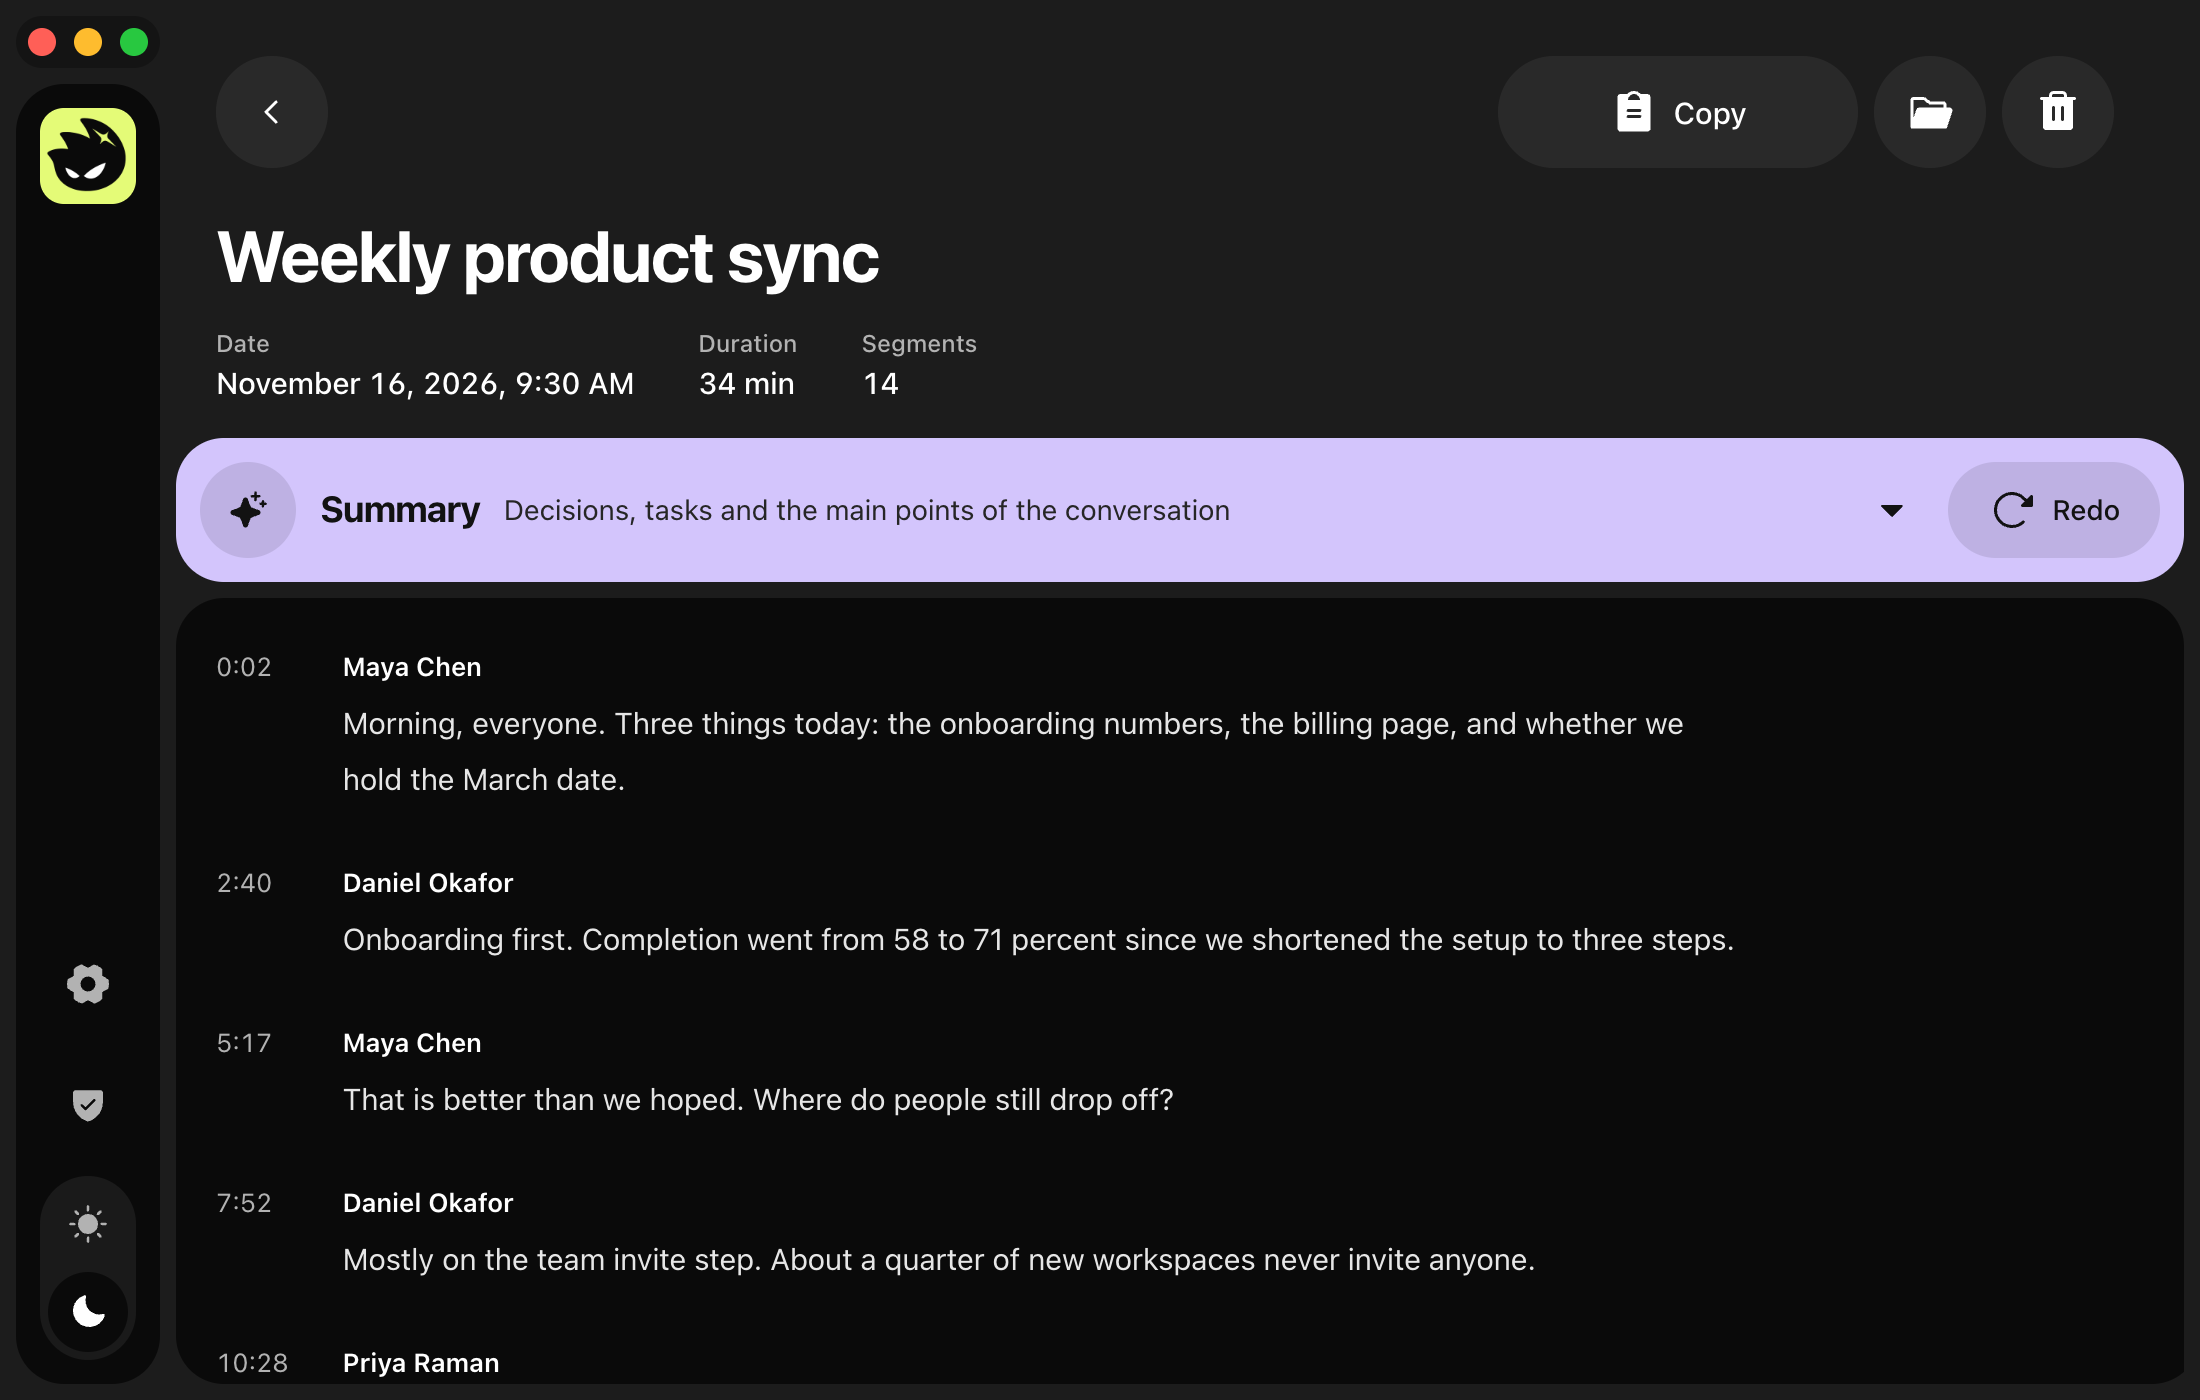 Copy
Weekly product sync
Date
November 16, 2026, 9:30 AM
Duration
34 min
Segments
14
Summary
Decisions, tasks and the main points of the conversation
Redo
0:02
Maya Chen
Morning, everyone. Three things today: the onboarding numbers, the billing page, and whether we
hold the March date.
2:40
Daniel Okafor
Onboarding first. Completion went from 58 to 71 percent since we shortened the setup to three steps.
5:17
Maya Chen
That is better than we hoped. Where do people still drop off?
7:52
Daniel Okafor
Mostly on the team invite step. About a quarter of new workspaces never invite anyone.
10:28
Priya Raman